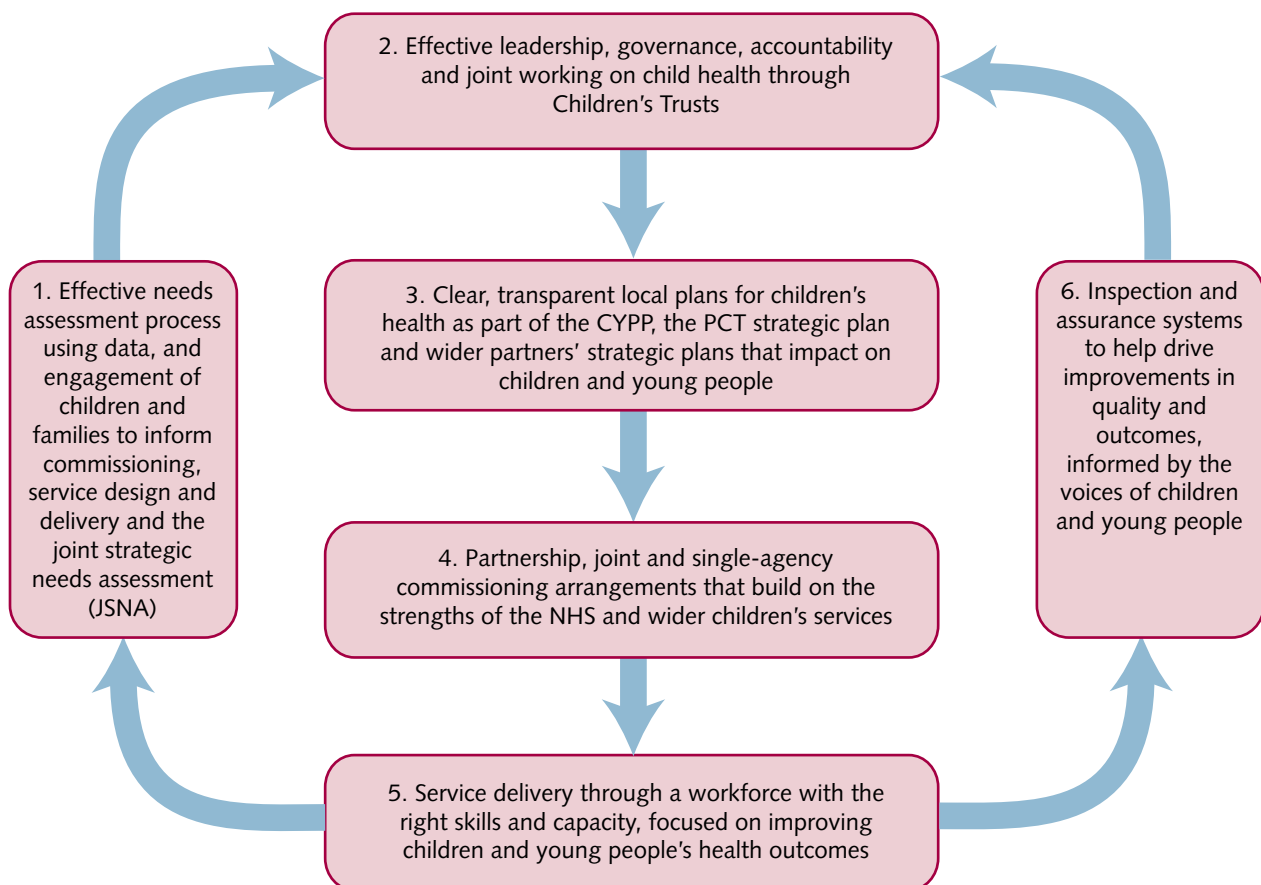 2. Effective leadership, governance, accountability
and joint working on child health through
Children’s Trusts
1. Effective needs
assessment process
using data, and
engagement of
children and
families to inform
commissioning,
service design and
delivery and the
joint strategic
needs assessment
(JSNA)
3. Clear, transparent local plans for children’s
health as part of the CYPP, the PCT strategic plan
and wider partners’ strategic plans that impact on
children and young people
6. Inspection and
assurance systems
to help drive
improvements in
quality and
outcomes,
informed by the
voices of children
and young people
4. Partnership, joint and single-agency
commissioning arrangements that build on the
strengths of the NHS and wider children’s services
5. Service delivery through a workforce with the
right skills and capacity, focused on improving
children and young people’s health outcomes